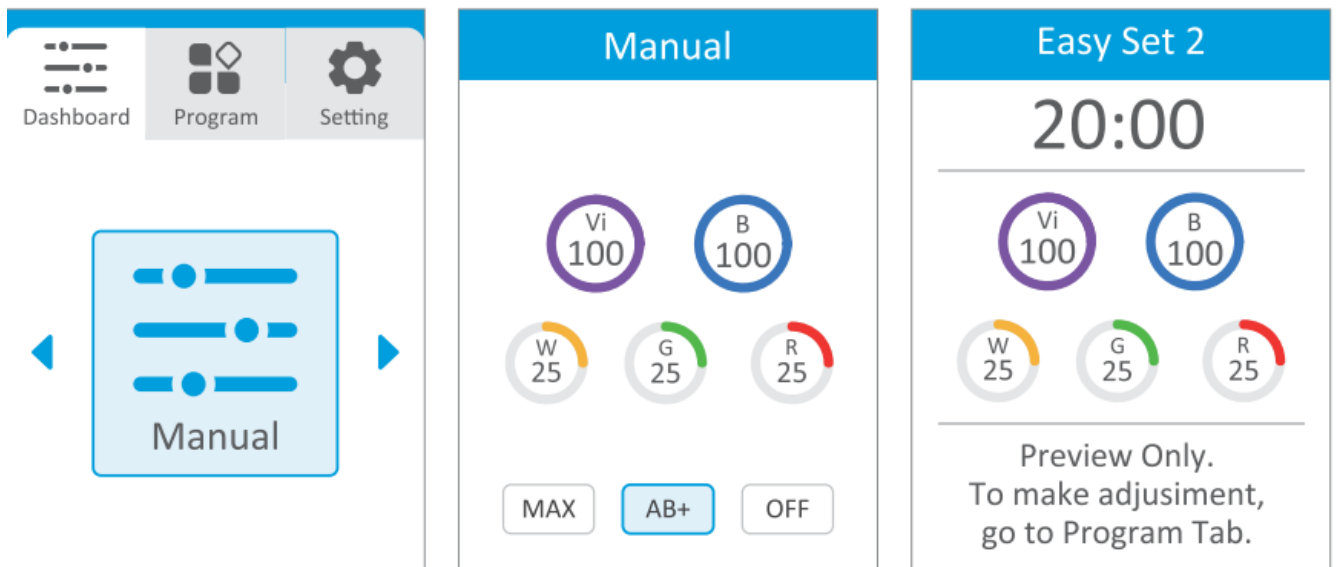 Dashboard
Program
Setting
Manual
Manual
Vi
100
B
100
W
25
G
25
R
25
MAX
AB+
OFF
Easy Set 2
20:00
Vi
100
B
100
W
25
G
25
R
25
Preview Only.
To make adjusiment,
go to Program Tab.